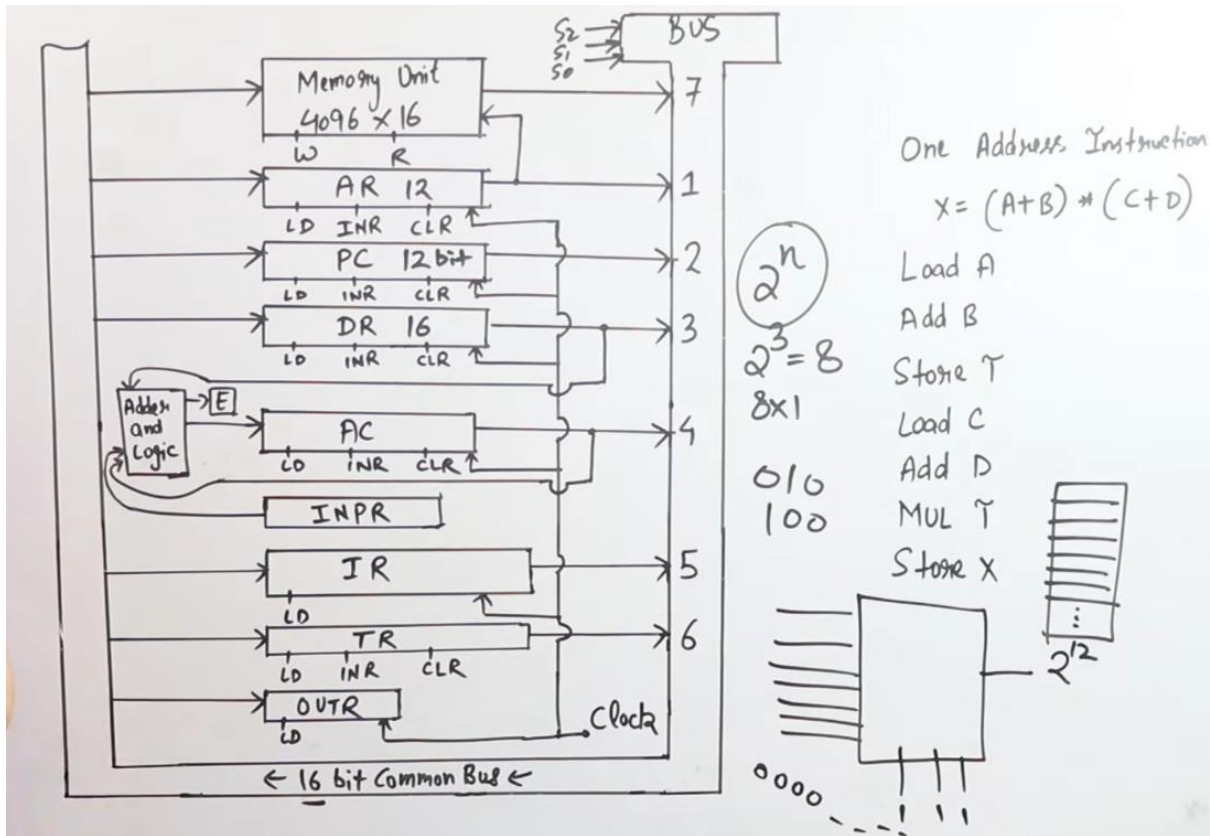 BUS
S2
S1
S0
Memory Unit
4096 X 16
W R
7
AR 12
LD INR CLR
1
PC 12 bit
LD INR CLR
2
DR 16
LD INR CLR
3
Adder and Logic
E
AC
LD INR CLR
4
INPR
IR
LD
5
TR
LD INR CLR
6
OUTR
LD
Clock
← 16 bit Common Bus ←
2^n
2^3 = 8
8x1
010
100
One Address Instruction
X = (A+B) * (C+D)
Load A
Add B
Store T
Load C
Add D
MUL T
Store X
2^12
0000
1 1 1